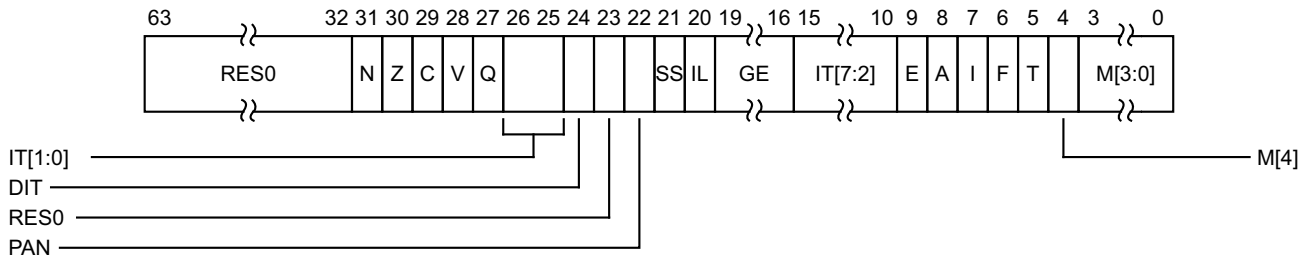 63 32 31 30 29 28 27 26 25 24 23 22 21 20 19 16 15 10 9 8 7 6 5 4 3 0
RES0 N Z C V Q SS IL GE IT[7:2] E A I F T M[3:0]
IT[1:0] M[4]
DIT
RES0
PAN